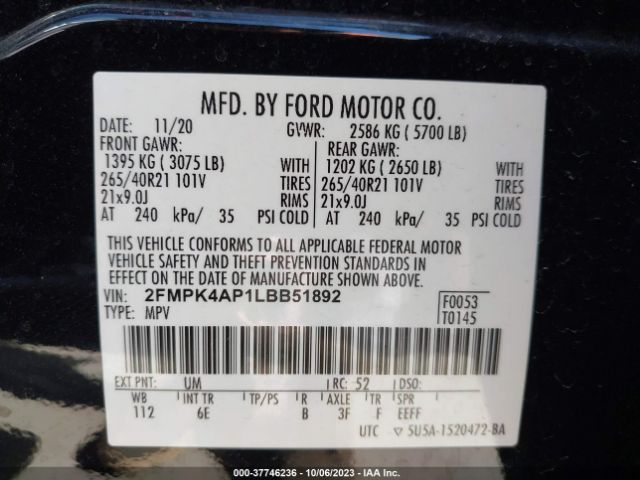 MFD. BY FORD MOTOR CO.
DATE: 11/20 GVWR: 2586 KG ( 5700 LB)
FRONT GAWR: REAR GAWR:
1395 KG ( 3075 LB) WITH 1202 KG ( 2650 LB) WITH
265/40R21 101V TIRES 265/40R21 101V TIRES
21x9.0J RIMS 21x9.0J RIMS
AT 240 kPa/ 35 PSI COLD AT 240 kPa/ 35 PSI COLD
THIS VEHICLE CONFORMS TO ALL APPLICABLE FEDERAL MOTOR
VEHICLE SAFETY AND THEFT PREVENTION STANDARDS IN
EFFECT ON THE DATE OF MANUFACTURE SHOWN ABOVE.
VIN: 2FMPK4AP1LBB51892 F0053
TYPE: MPV T0145
EXT PNT: UM RC: 52 DSO:
WB INT TR TP/PS R AXLE TR SPR
112 6E B 3F F EEFF
UTC ▽ 5U5A-1520472-BA
000-37746236 - 10/06/2023 - IAA Inc.